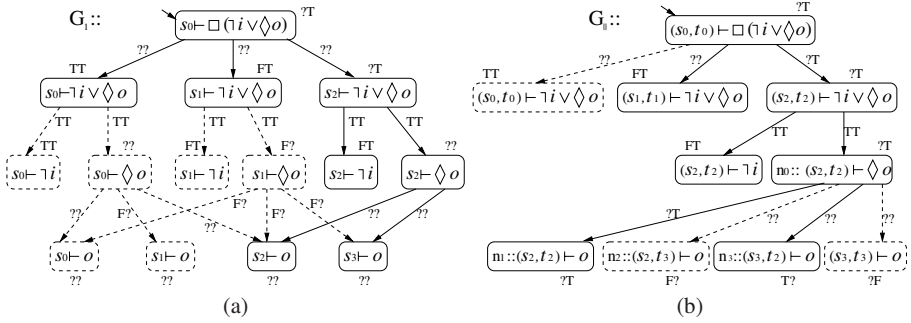 G_I :: ?T G_II :: ?T
s₀⊢□(⅂i∨◊o) (s₀,t₀)⊢□(⅂i∨◊o)
?? ?? ?? ?? ?? ?T
TT FT ?T TT FT ?T
s₀⊢⅂i∨◊o s₁⊢⅂i∨◊o s₂⊢⅂i∨◊o (s₀,t₀)⊢⅂i∨◊o (s₁,t₁)⊢⅂i∨◊o (s₂,t₂)⊢⅂i∨◊o
TT TT TT TT TT TT TT TT
TT ?? FT F? FT ?? FT ?T
s₀⊢⅂i s₀⊢◊o s₁⊢⅂i s₁⊢◊o s₂⊢⅂i s₂⊢◊o (s₂,t₂)⊢⅂i n₀::(s₂,t₂)⊢◊o
?? ?? F? ?? F? F? ?? ?? ?T ?? ?? ??
s₀⊢o s₁⊢o s₂⊢o s₃⊢o n₁::(s₂,t₂)⊢o n₂::(s₂,t₃)⊢o n₃::(s₃,t₂)⊢o (s₃,t₃)⊢o
?? ?? ?? ?? ?T F? T? ?F
(a) (b)